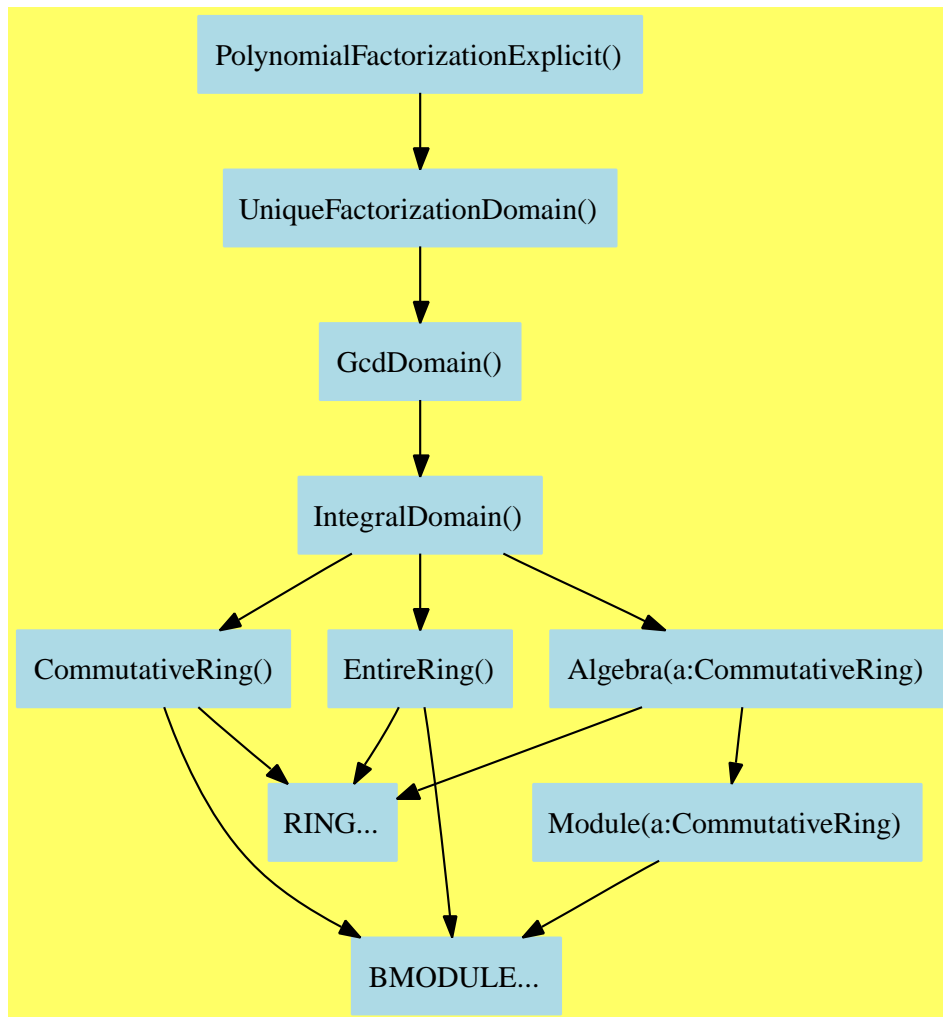 PolynomialFactorizationExplicit()
UniqueFactorizationDomain()
GcdDomain()
IntegralDomain()
CommutativeRing()
EntireRing()
Algebra(a:CommutativeRing)
RING...
Module(a:CommutativeRing)
BMODULE...